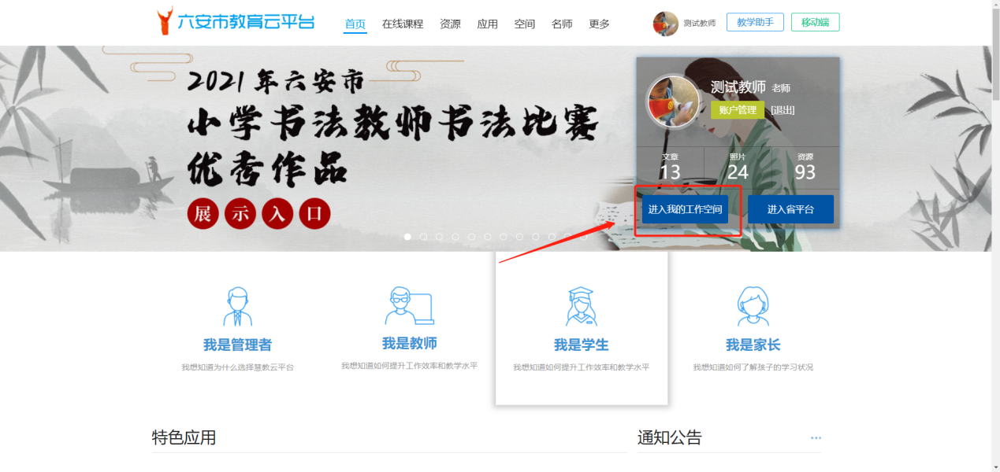 六安市教育云平台
首页 在线课程 资源 应用 空间 名师 更多
测试教师 教学助手 移动端
2021年六安市
小学书法教师书法比赛
优秀作品
展示入口
测试教师 老师
账户管理 [退出]
文章 照片 资源
13 24 93
进入我的工作空间 进入省平台
我是管理者 我是教师 我是学生 我是家长
我想知道为什么选择慧教云平台 我想知道如何提升工作效率和教学水平 我想知道如何提升工作效率和教学水平 我想知道如何了解孩子的学习状况
特色应用 通知公告